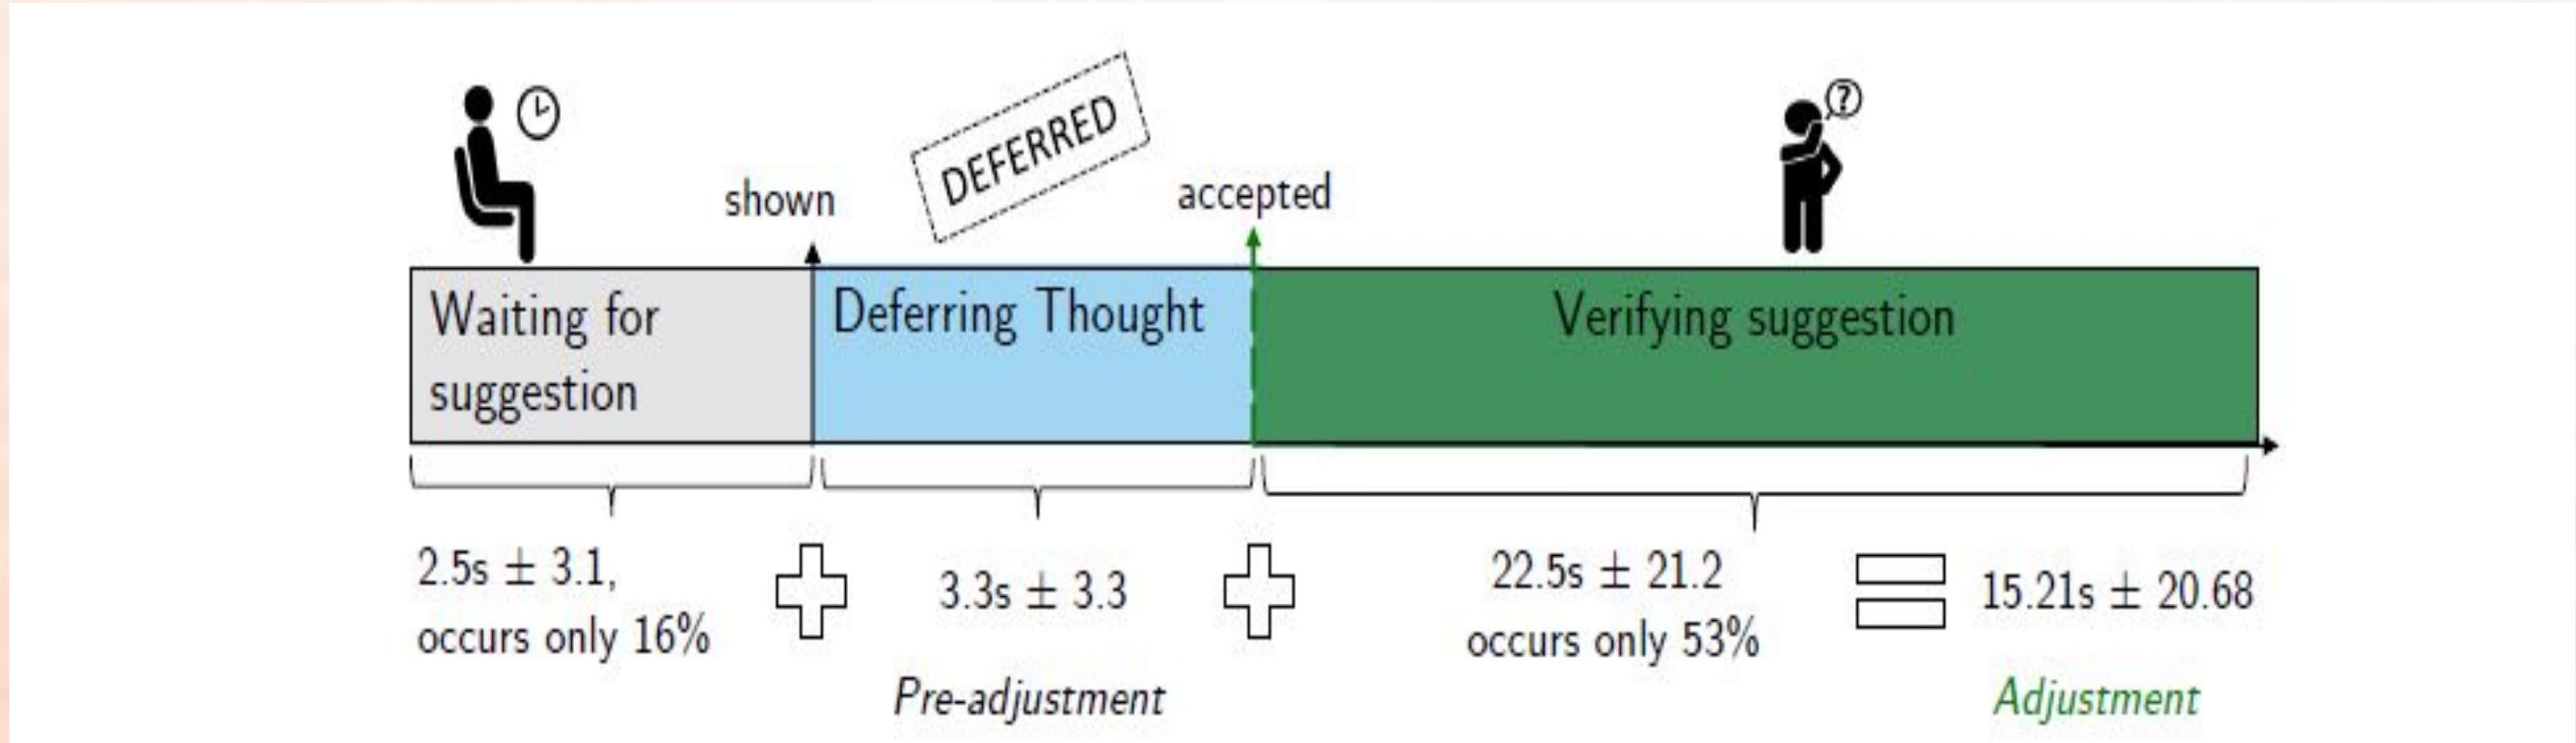 DEFERRED
shown
accepted
Waiting for
suggestion
Deferring Thought
Verifying suggestion
2.5s ± 3.1,
occurs only 16%
3.3s ± 3.3
22.5s ± 21.2
occurs only 53%
15.21s ± 20.68
Pre-adjustment
Adjustment